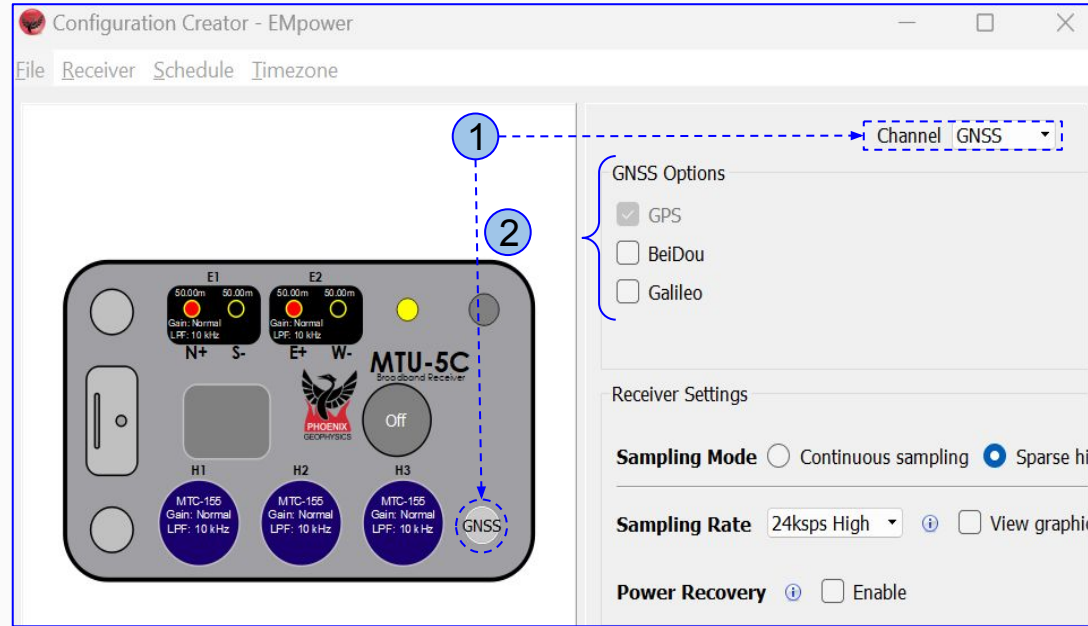 Configuration Creator - EMpower
File Receiver Schedule Timezone
1
Channel GNSS
GNSS Options
GPS
2
BeiDou
Galileo
E1 E2
50.00m 50.00m 50.00m 50.00m
Gain: Normal Gain: Normal
LPF: 10 kHz LPF: 10 kHz
N+ S- E+ W-
MTU-5C
Broadband Receiver
PHOENIX
GEOPHYSICS
Off
H1 H2 H3
MTC-155 MTC-155 MTC-155
Gain: Normal Gain: Normal Gain: Normal
LPF: 10 kHz LPF: 10 kHz LPF: 10 kHz
GNSS
Receiver Settings
Sampling Mode Continuous sampling Sparse hi
Sampling Rate 24ksps High i View graphic
Power Recovery i Enable